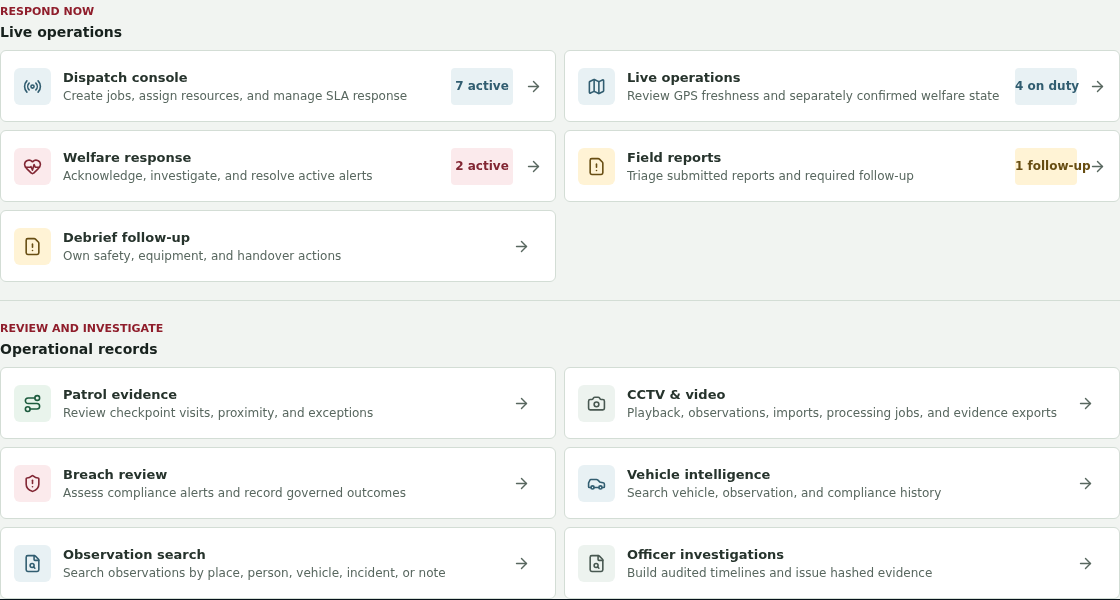 RESPOND NOW
Live operations
Dispatch console
Create jobs, assign resources, and manage SLA response
7 active
Live operations
Review GPS freshness and separately confirmed welfare state
4 on duty
Welfare response
Acknowledge, investigate, and resolve active alerts
2 active
Field reports
Triage submitted reports and required follow-up
1 follow-up
Debrief follow-up
Own safety, equipment, and handover actions
REVIEW AND INVESTIGATE
Operational records
Patrol evidence
Review checkpoint visits, proximity, and exceptions
CCTV & video
Playback, observations, imports, processing jobs, and evidence exports
Breach review
Assess compliance alerts and record governed outcomes
Vehicle intelligence
Search vehicle, observation, and compliance history
Observation search
Search observations by place, person, vehicle, incident, or note
Officer investigations
Build audited timelines and issue hashed evidence